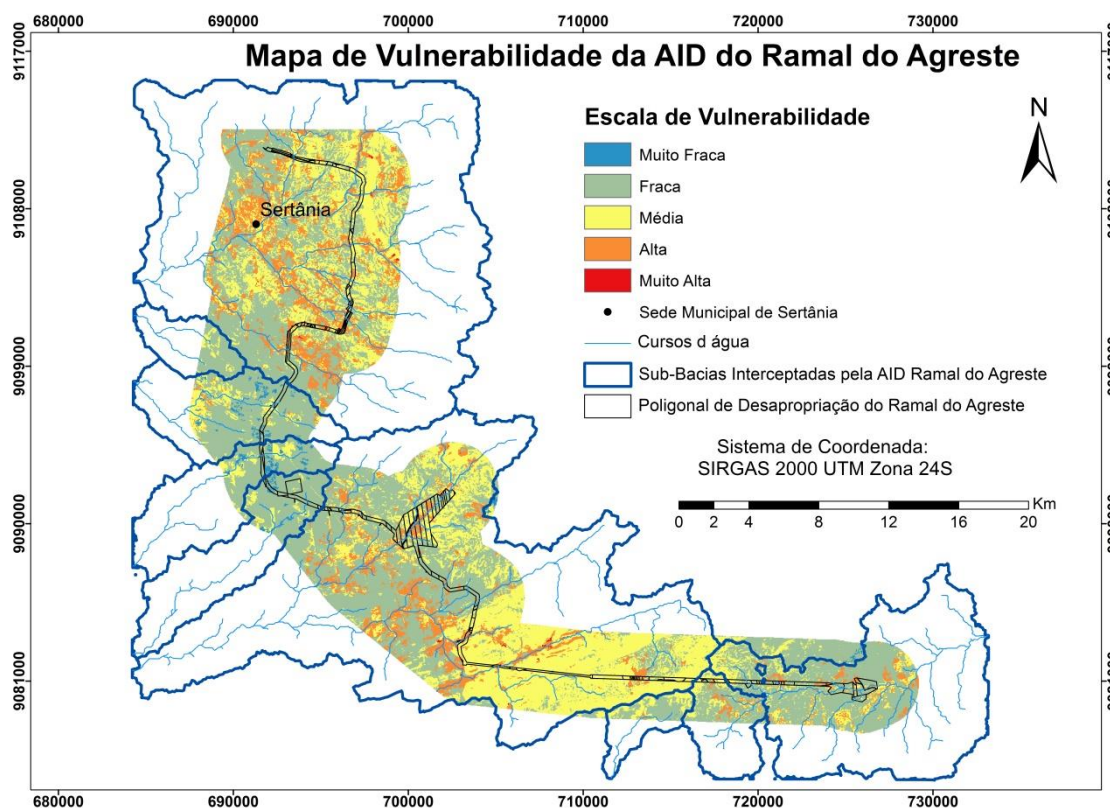 680000 690000 700000 710000 720000 730000
9117000
Mapa de Vulnerabilidade da AID do Ramal do Agreste
Escala de Vulnerabilidade
N
Muito Fraca
Fraca
Média
Alta
Muito Alta
Sede Municipal de Sertânia
Cursos d água
Sub-Bacias Interceptadas pela AID Ramal do Agreste
Poligonal de Desapropriação do Ramal do Agreste
Sertânia
9108000
9099000
Sistema de Coordenada:
SIRGAS 2000 UTM Zona 24S
Km
0 2 4 8 12 16 20
9090000
9081000
680000 690000 700000 710000 720000 730000